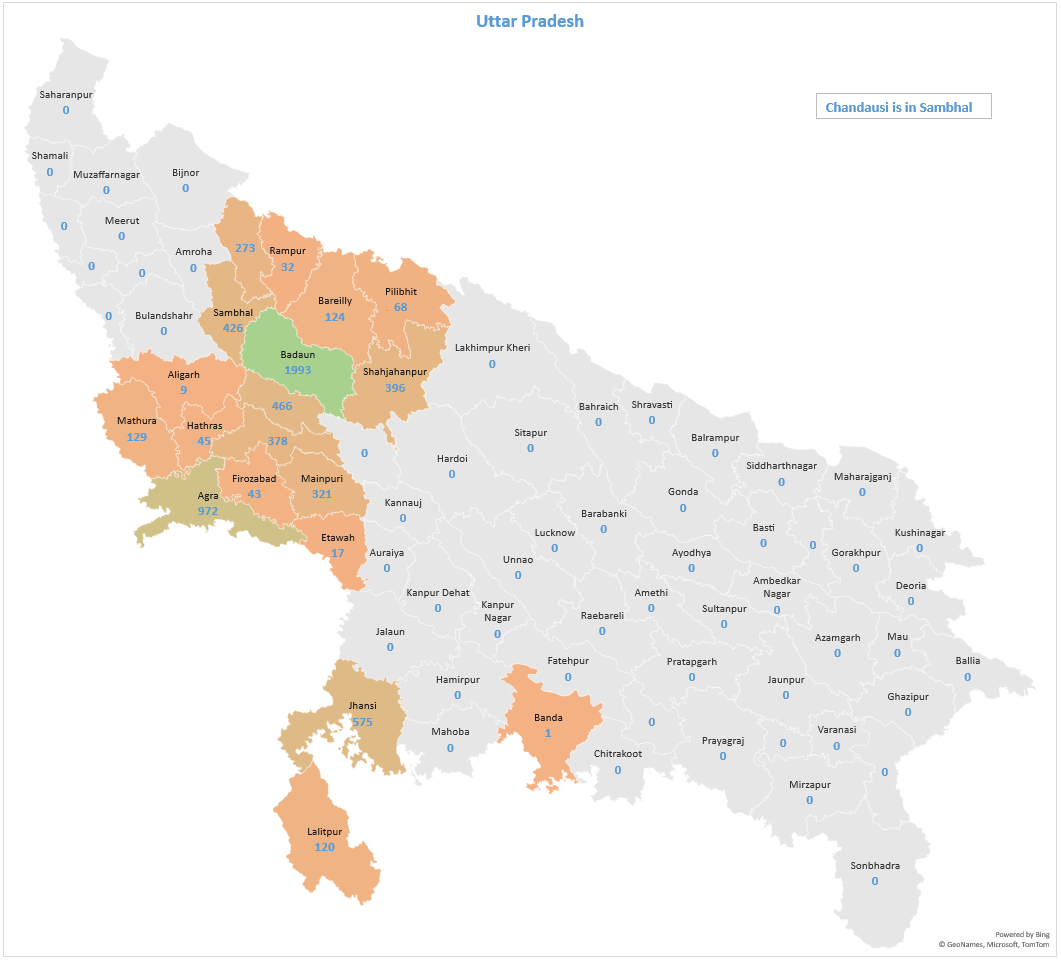 Uttar Pradesh
Chandausi is in Sambhal
Saharanpur
0
Shamali
0
Muzaffarnagar
0
Bijnor
0
0
Meerut
0
Amroha
0
273
Rampur
32
0
0
0
Bulandshahr
0
Sambhal
426
Bareilly
124
Pilibhit
68
Badaun
1993
Shahjahanpur
396
Lakhimpur Kheri
0
Aligarh
9
466
Mathura
129
Hathras
45
378
0
Hardoi
0
Sitapur
0
Bahraich
0
Shravasti
0
Balrampur
0
Siddharthnagar
0
Maharajganj
0
Agra
972
Firozabad
43
Mainpuri
321
Kannauj
0
Gonda
0
Etawah
17
Auraiya
0
Lucknow
0
Barabanki
0
Basti
0
0
Kushinagar
0
Gorakhpur
0
Unnao
0
Ayodhya
0
Deoria
0
Kanpur Dehat
0
Kanpur
Nagar
0
Raebareli
0
Amethi
0
Sultanpur
0
Ambedkar
Nagar
0
Jalaun
0
Azamgarh
0
Mau
0
Ballia
0
Hamirpur
0
Fatehpur
0
Pratapgarh
0
Jaunpur
0
Ghazipur
0
Jhansi
575
Mahoba
0
Banda
1
0
Chitrakoot
0
Prayagraj
0
0
Varanasi
0
0
Mirzapur
0
Lalitpur
120
Sonbhadra
0
Powered by Bing
© GeoNames, Microsoft, TomTom